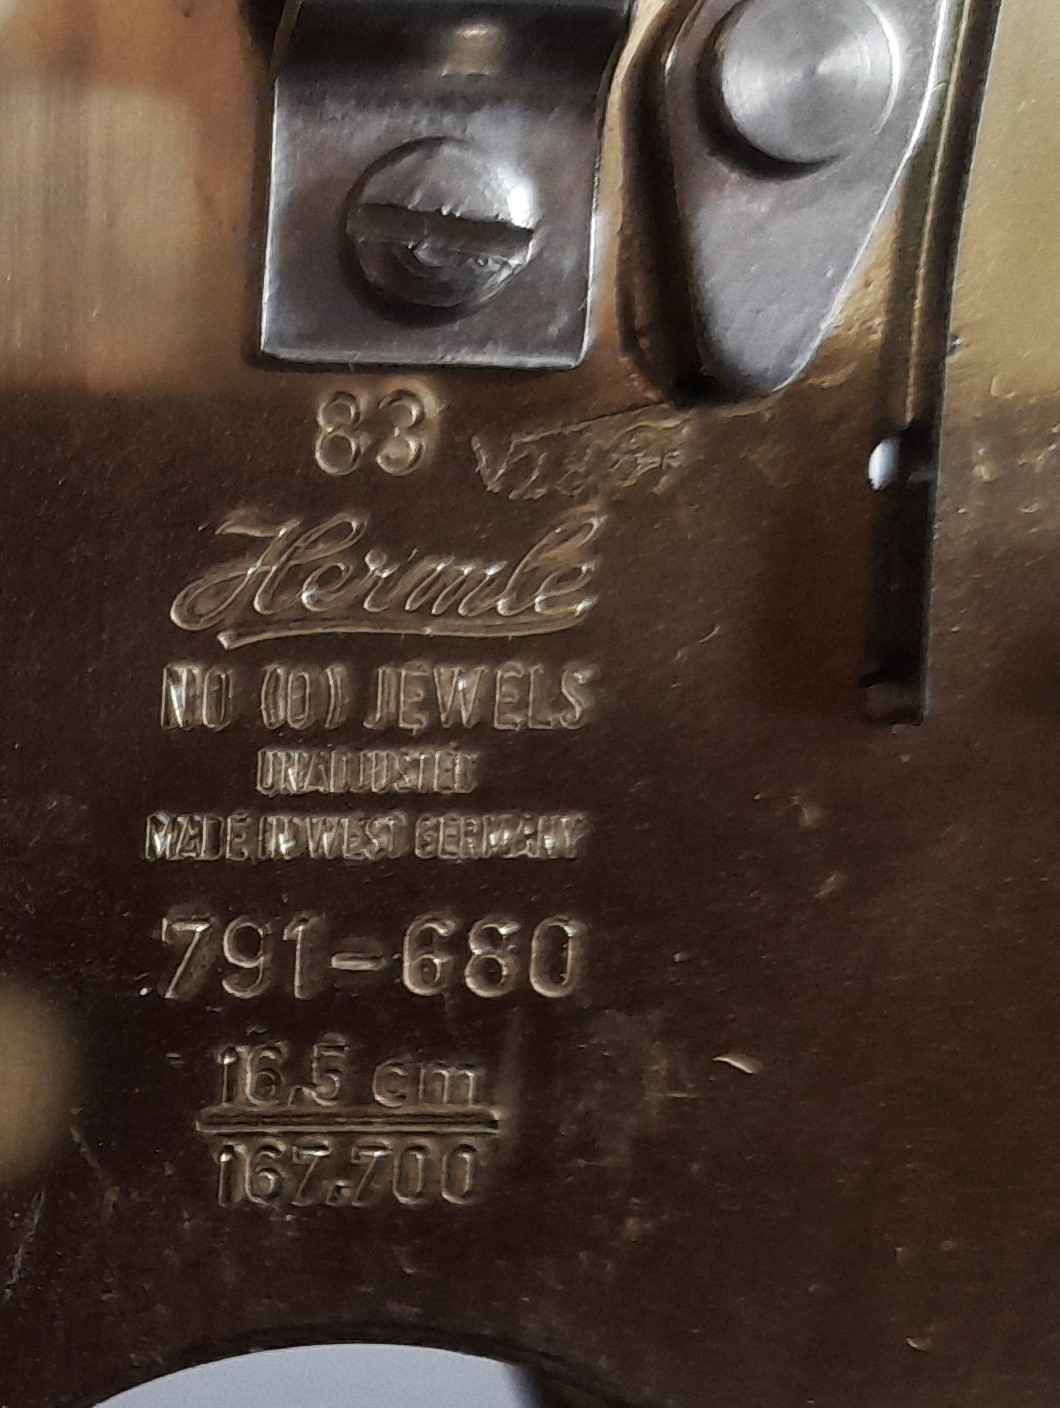 83
Hermle
NO (0) JEWELS
UNADJUSTED
MADE IN WEST GERMANY
791-680
16,5 cm
167,700